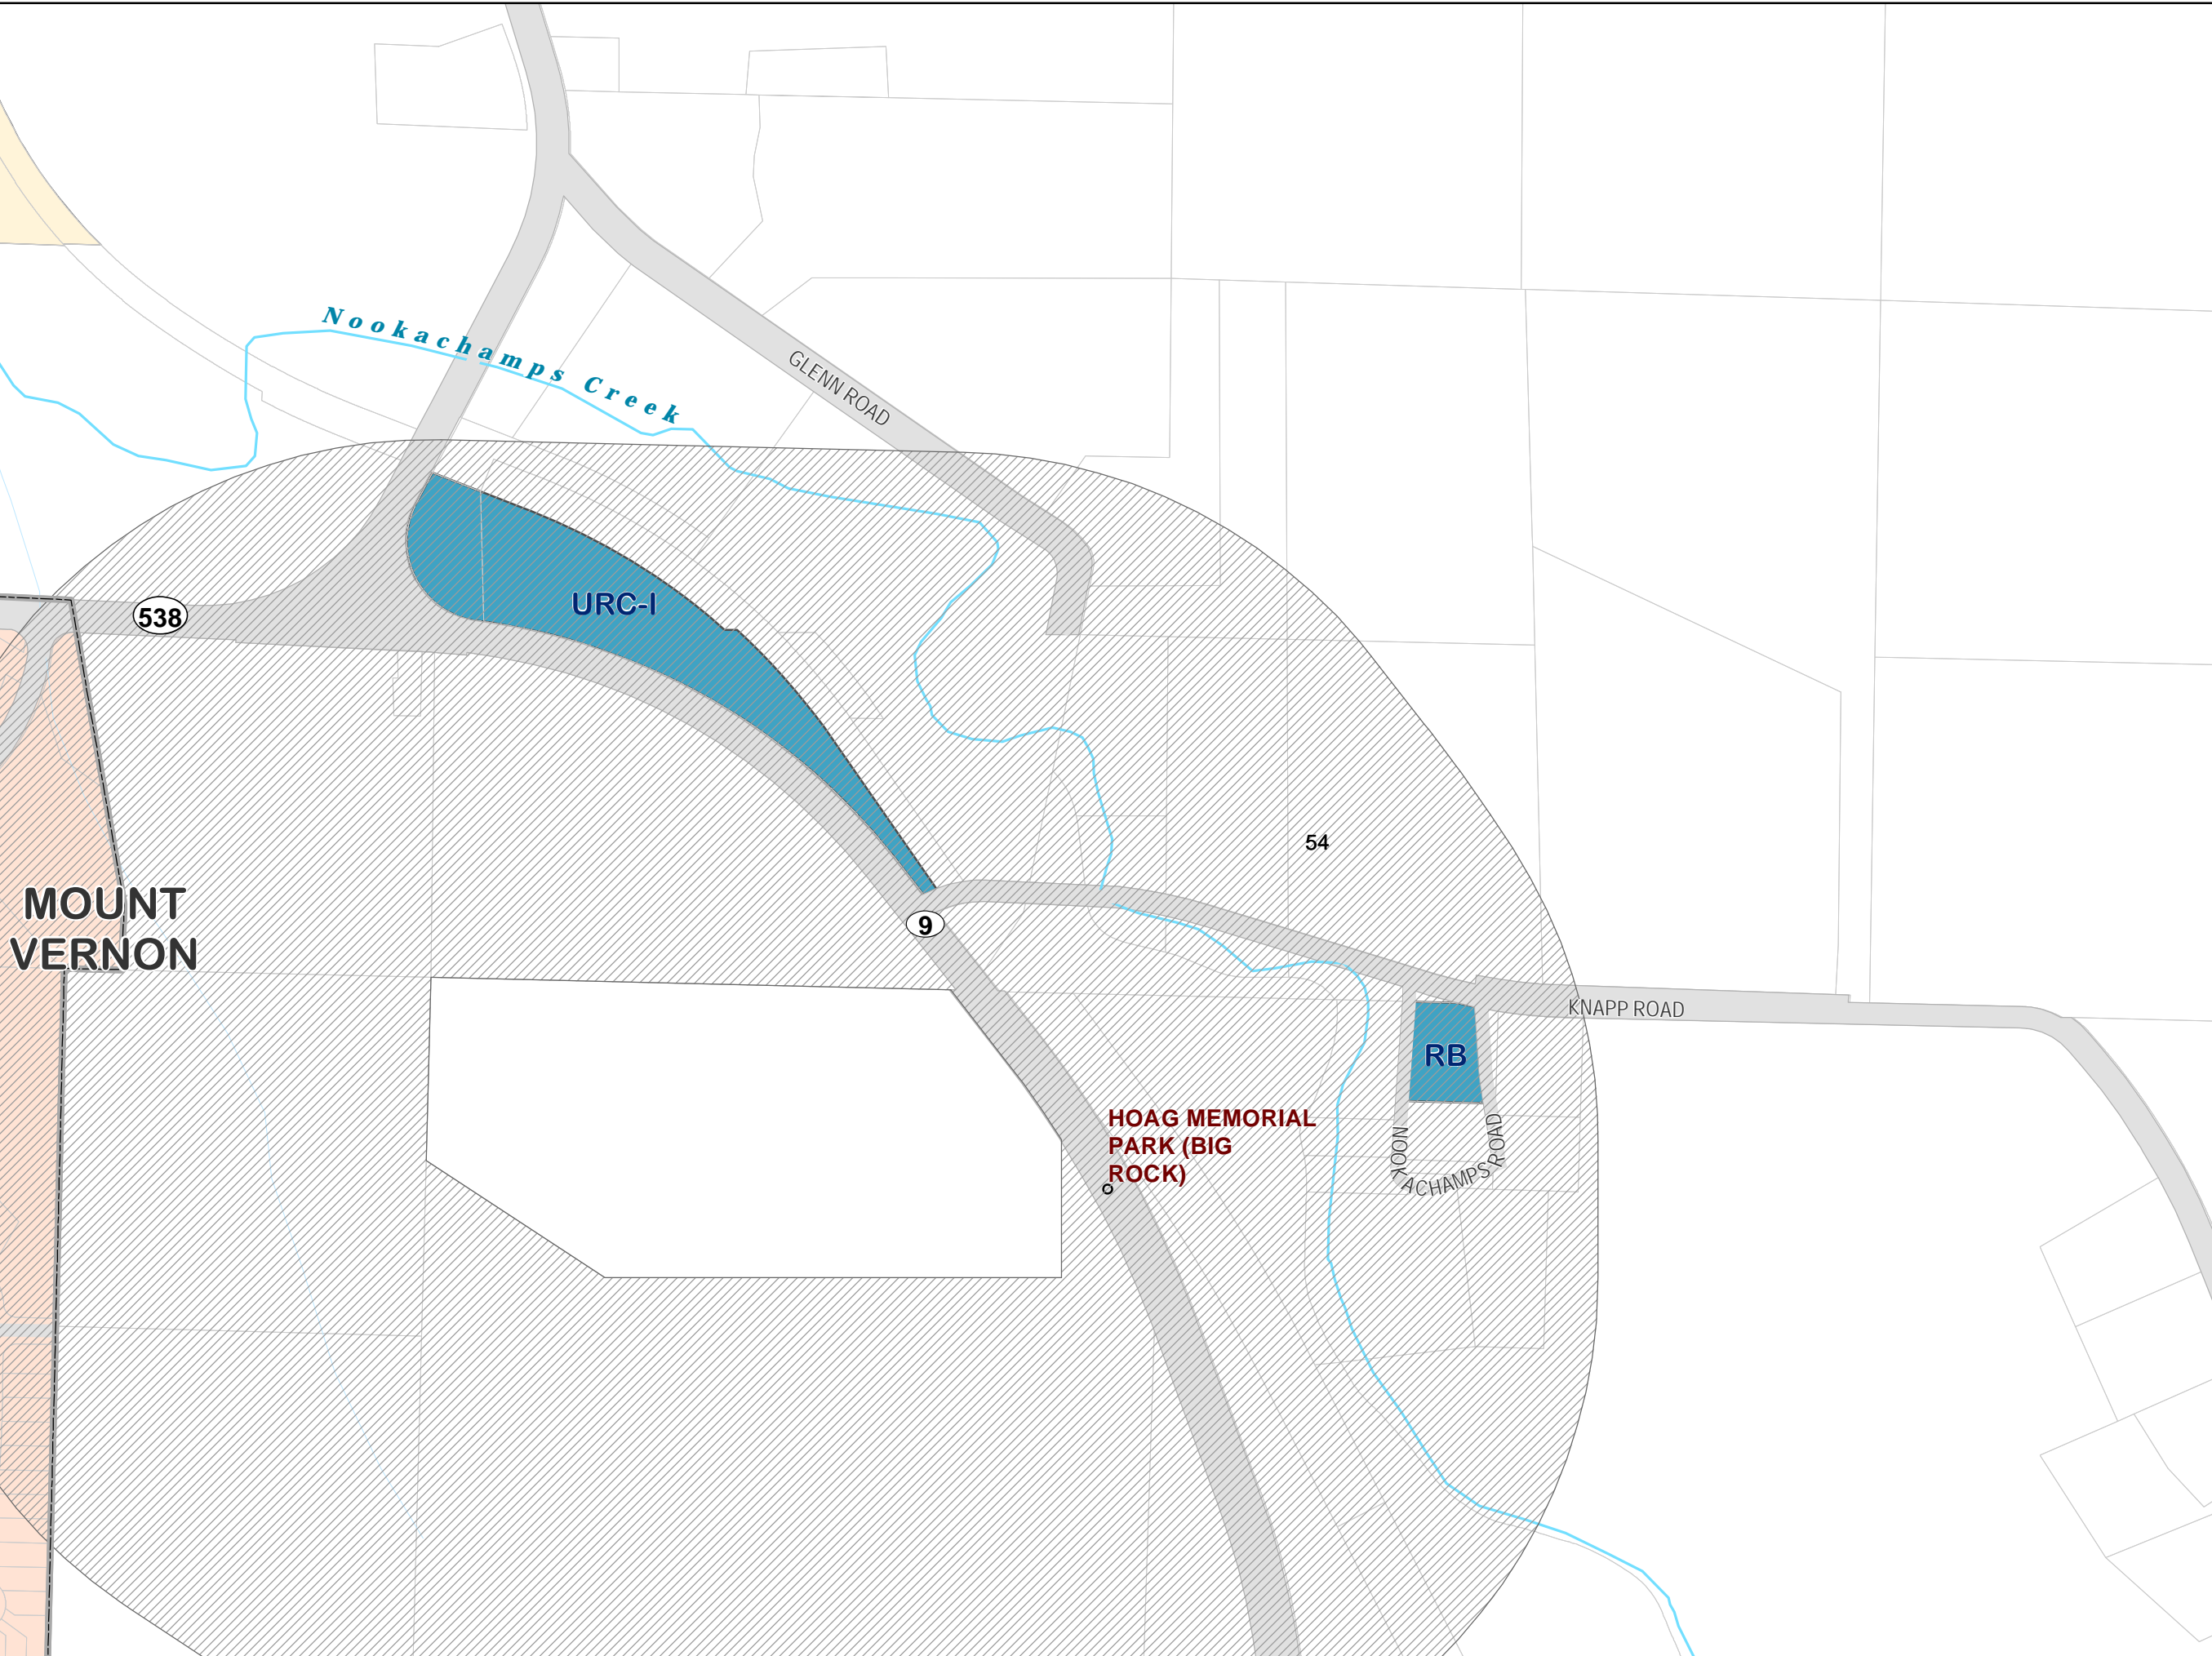 Nookachamps Creek
GLENN ROAD
URC-I
538
54
MOUNT
VERNON
9
KNAPP ROAD
RB
HOAG MEMORIAL
PARK (BIG
ROCK)
NOOKACHAMPS ROAD